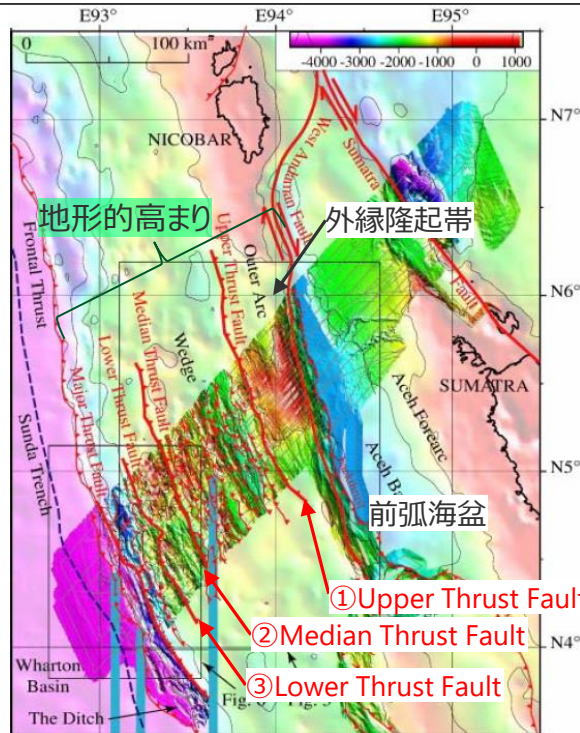 E93° E94° E95°
0 100 km
-4000 -3000 -2000 -1000 0 1000
N7°
NICOBAR
West Andaman Fault
Sumatra
Fault
地形的高まり
外縁隆起帯
Frontal Thrust
Upper Thrust Fault
Outer Arc
N6°
Median Thrust Fault
Wedge
Lower Thrust Fault
Major Thrust Fault
SUMATRA
Sunda Trench
Aceh Forearc
N5°
前弧海盆
①Upper Thrust Fault
②Median Thrust Fault
N4°
Wharton
Basin
③Lower Thrust Fault
The Ditch